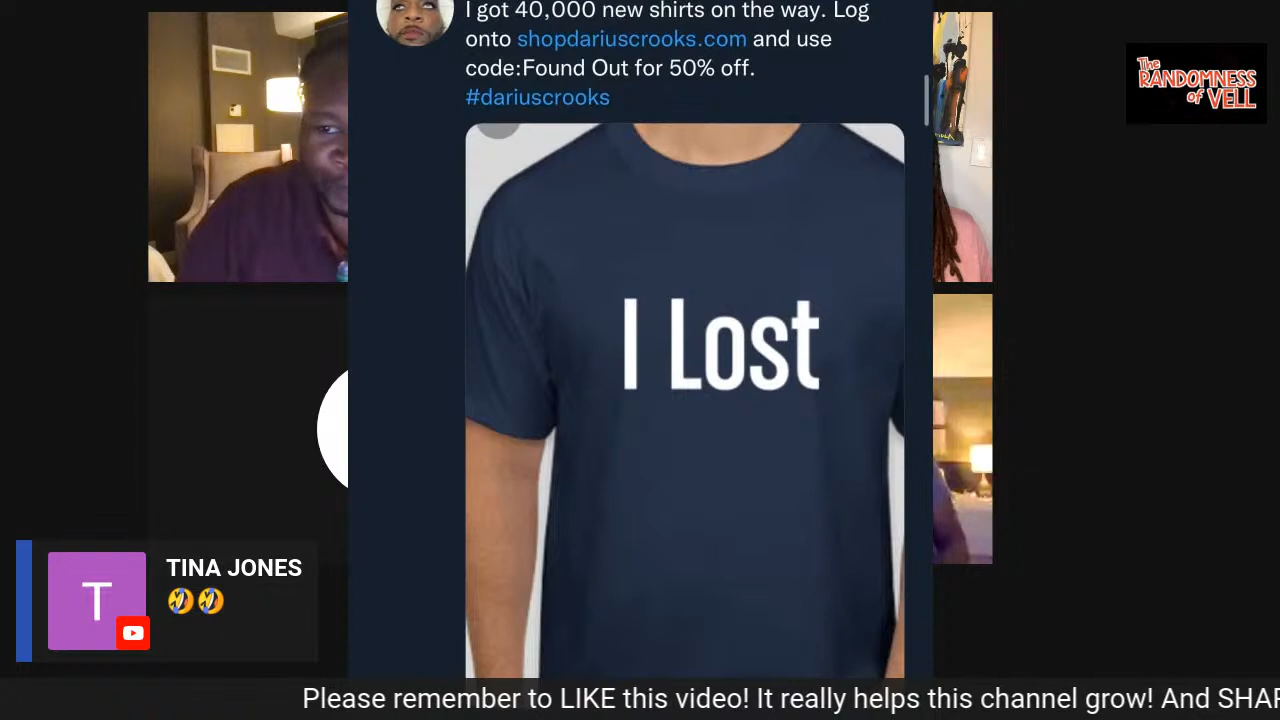 I got 40,000 new shirts on the way. Log
onto shopdariuscrooks.com and use
code:Found Out for 50% off.
#dariuscrooks
The
RANDOMNESS
of VELL
I Lost
T
TINA JONES
🤣🤣
Please remember to LIKE this video! It really helps this channel grow! And SHAR